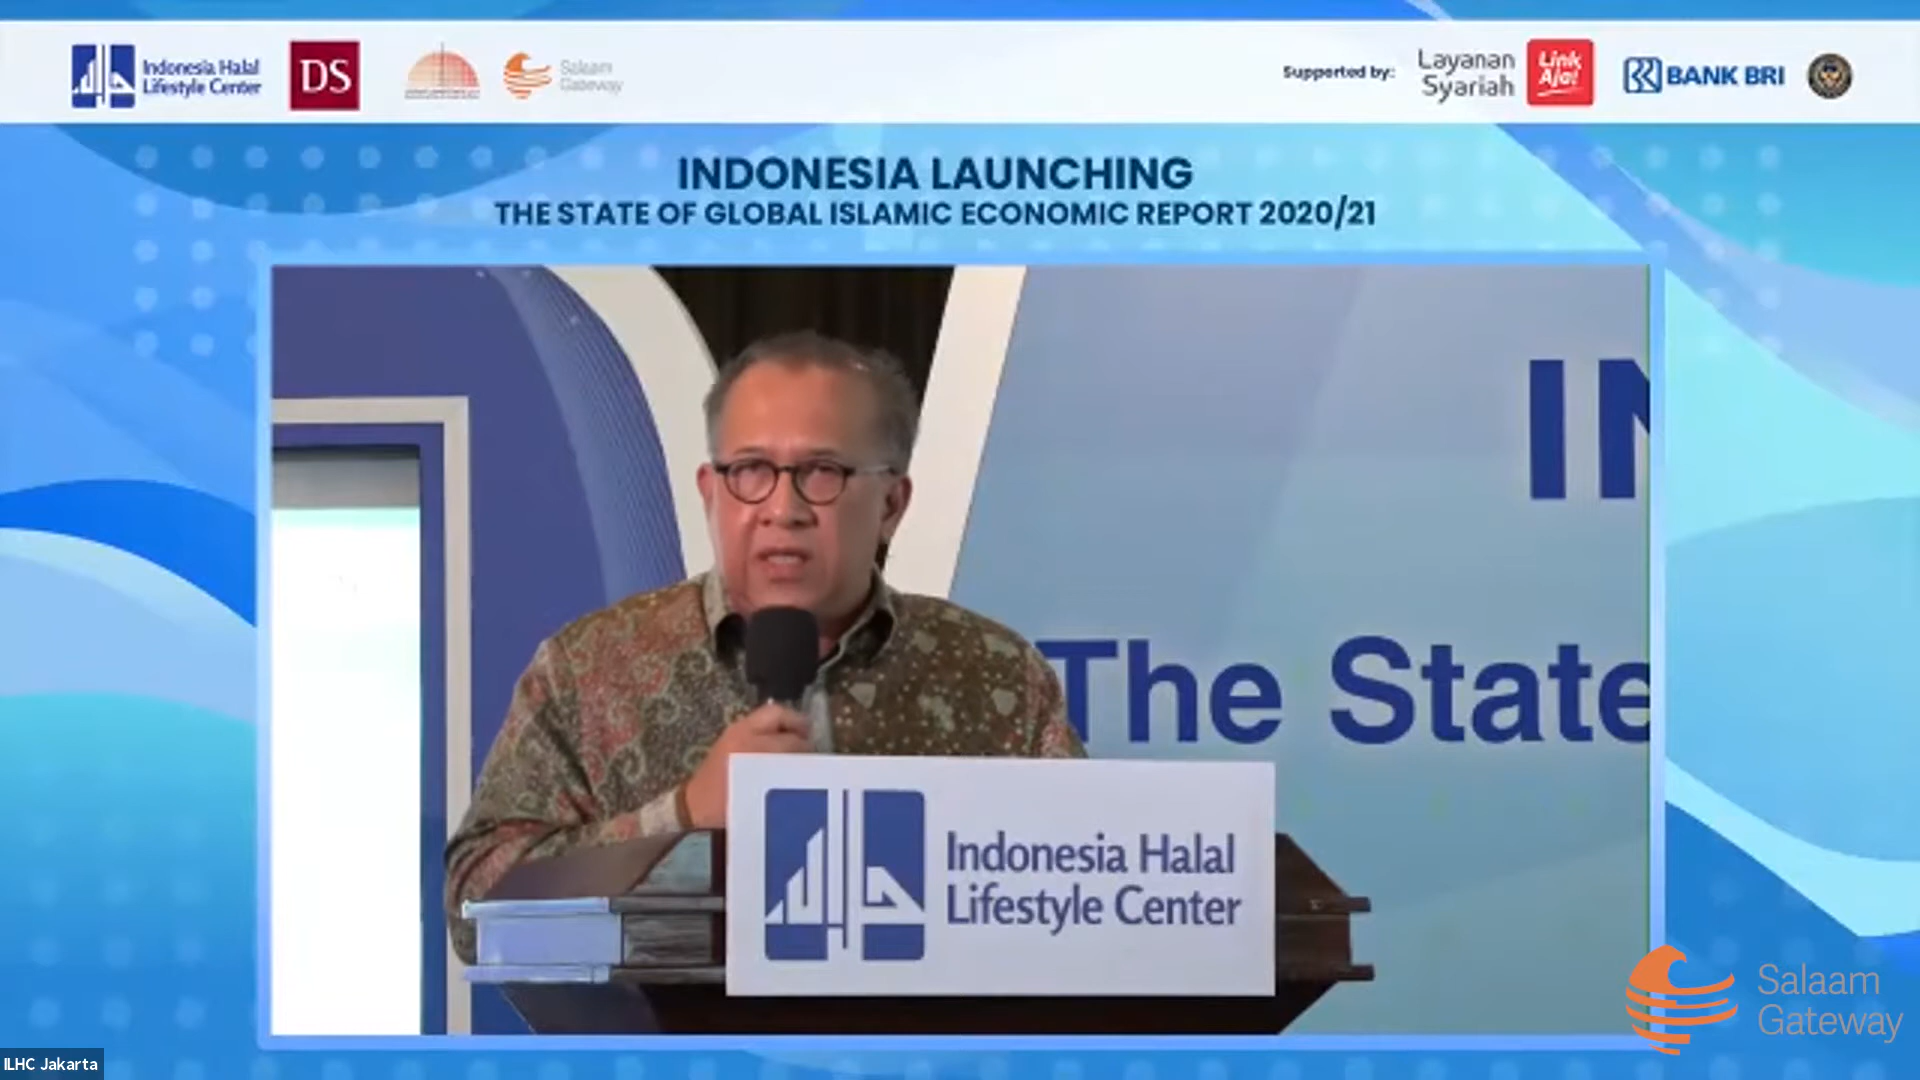 Indonesia Halal
Lifestyle Center
DS
Salaam
Gateway
Supported by:
Layanan
Syariah
Link
Aja!
BANK BRI
INDONESIA LAUNCHING
THE STATE OF GLOBAL ISLAMIC ECONOMIC REPORT 2020/21
IN
The State
Indonesia Halal
Lifestyle Center
Salaam
Gateway
ILHC Jakarta